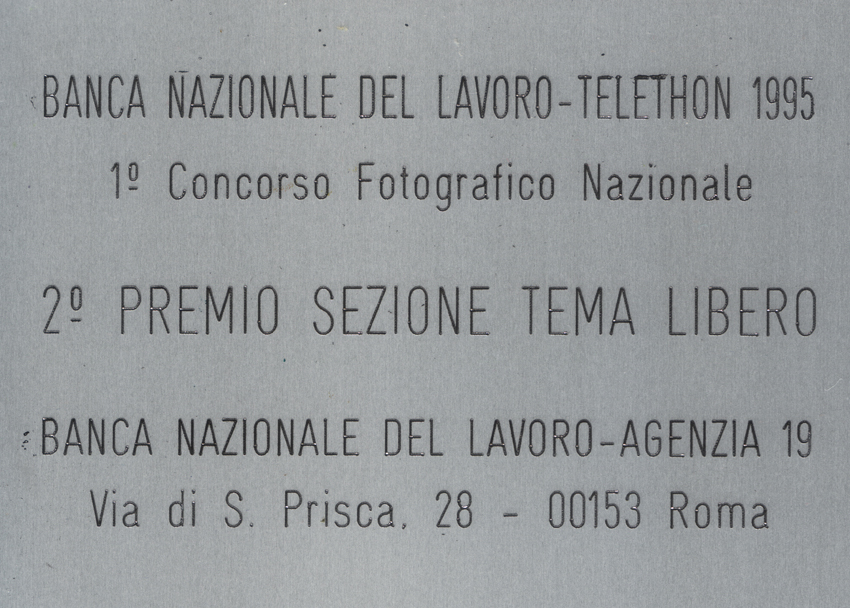 BANCA NAZIONALE DEL LAVORO-TELETHON 1995
1º Concorso Fotografico Nazionale
2º PREMIO SEZIONE TEMA LIBERO
BANCA NAZIONALE DEL LAVORO-AGENZIA 19
Via di S. Prisca, 28 - 00153 Roma